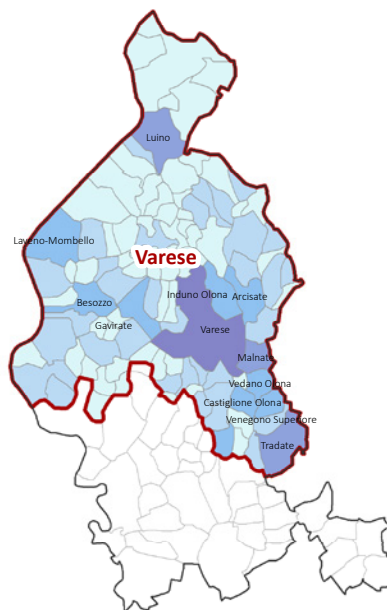 Luino
Laveno-Mombello
Varese
Induno Olona
Arcisate
Besozzo
Gavirate
Varese
Malnate
Vedano Olona
Castiglione Olona
Venegono Superiore
Tradate